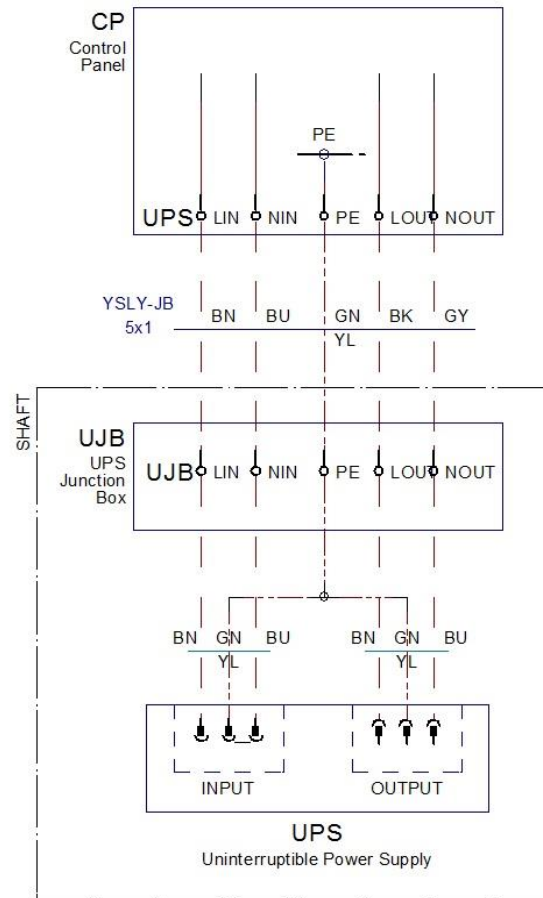 CP
Control
Panel
PE
UPS LIN NIN PE LOUT NOUT
YSLY-JB
5x1
BN BU GN BK GY
YL
SHAFT
UJB
UPS
Junction
Box
UJB LIN NIN PE LOUT NOUT
BN GN BU BN GN BU
YL YL
INPUT OUTPUT
UPS
Uninterruptible Power Supply